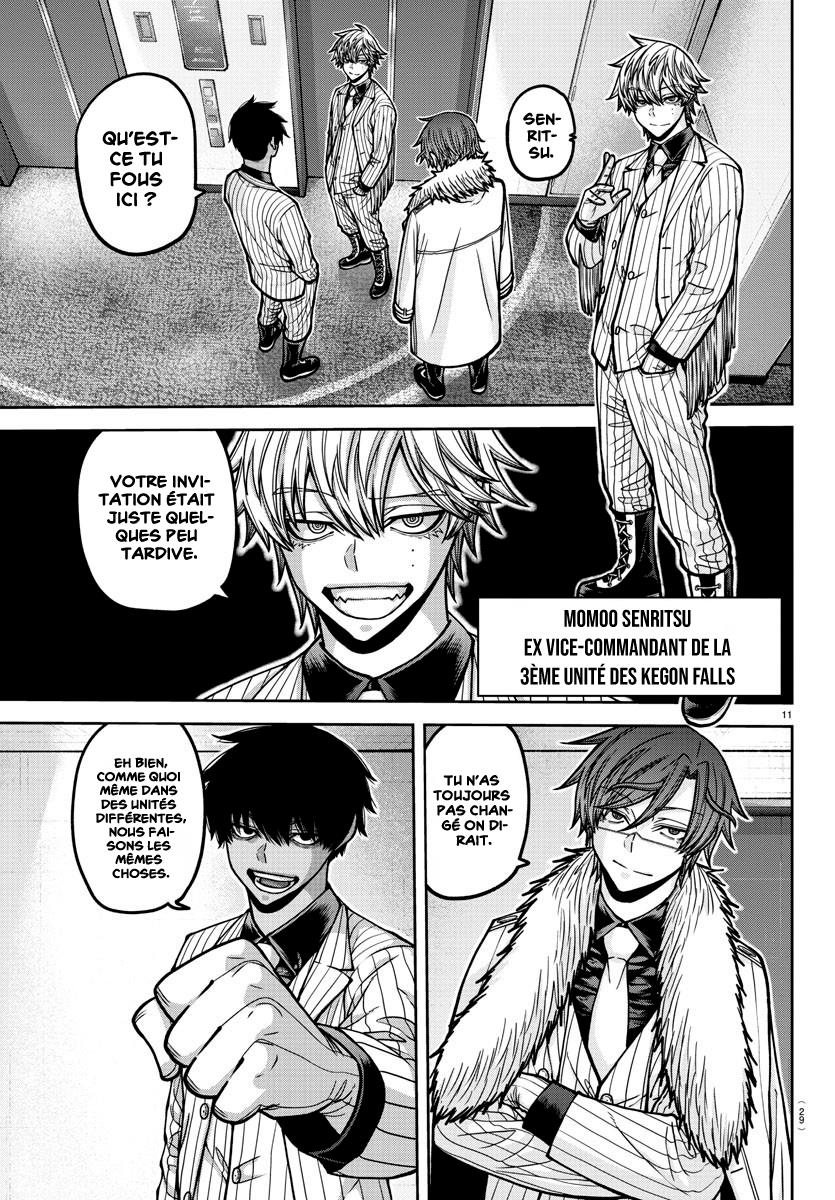 SEN-
RIT-
SU.
QU'EST-
CE TU
FOUS
ICI ?
VOTRE INVI-
TATION ÉTAIT
JUSTE QUEL-
QUES PEU
TARDIVE.
MOMOO SENRITSU
EX VICE-COMMANDANT DE LA
3ÈME UNITÉ DES KEGON FALLS
11
TU N'AS
TOUJOURS
PAS CHAN-
GÉ ON DI-
RAIT.
EH BIEN,
COMME QUOI
MÊME DANS
DES UNITÉS
DIFFÉRENTES,
NOUS FAI-
SONS LES
MÊMES
CHOSES.
(29)